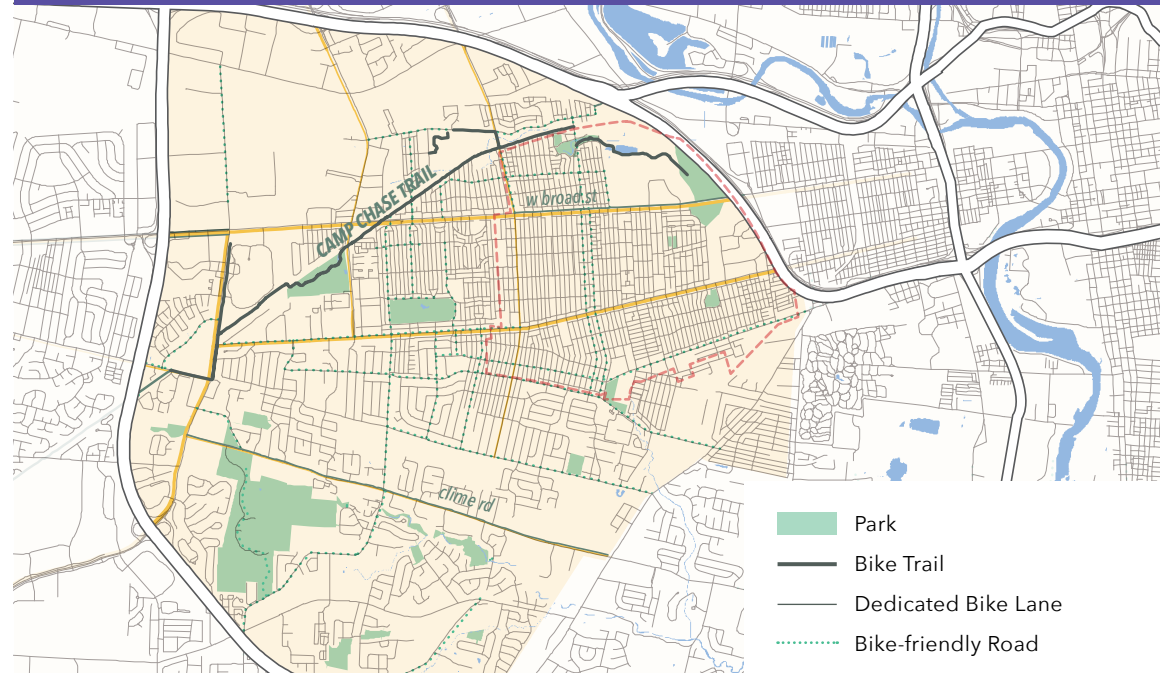 CAMP CHASE TRAIL
w broad st
clime rd
Park
Bike Trail
Dedicated Bike Lane
Bike-friendly Road